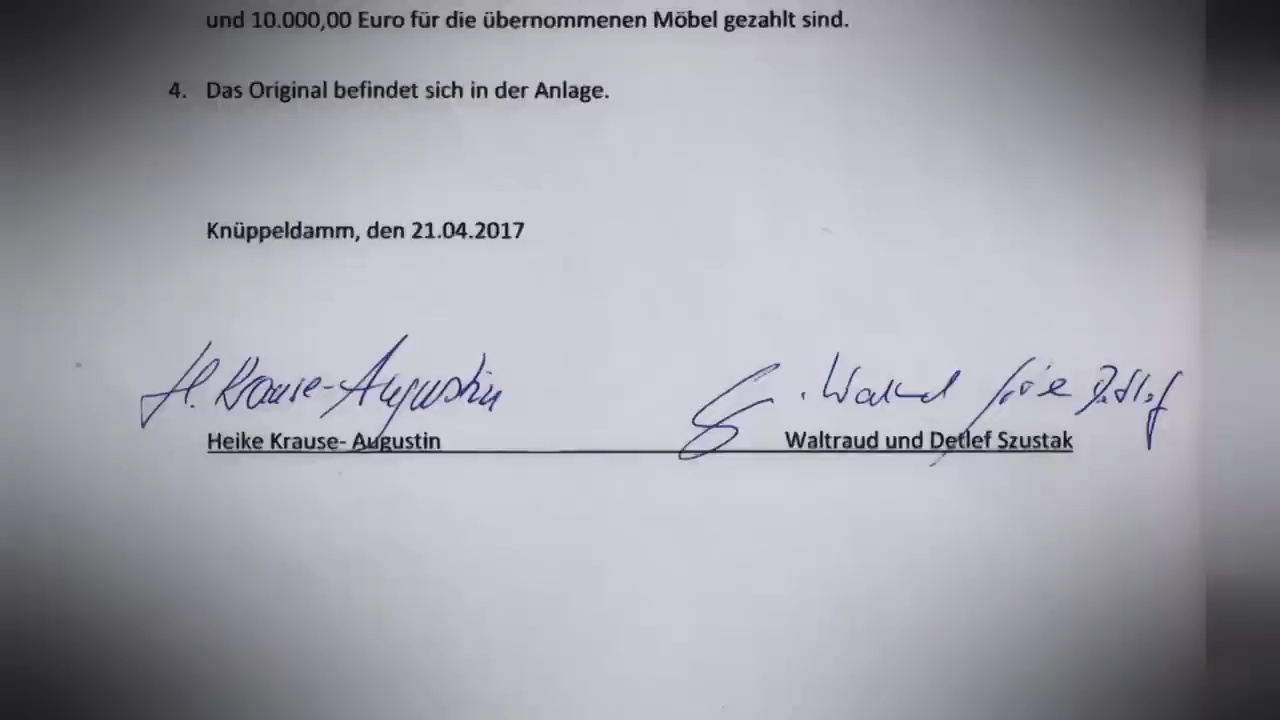 und 10.000,00 Euro für die übernommenen Möbel gezahlt sind.
4. Das Original befindet sich in der Anlage.
Knüppeldamm, den 21.04.2017
H. Krause-Augustin
Heike Krause- Augustin Waltraud und Detlef Szustak